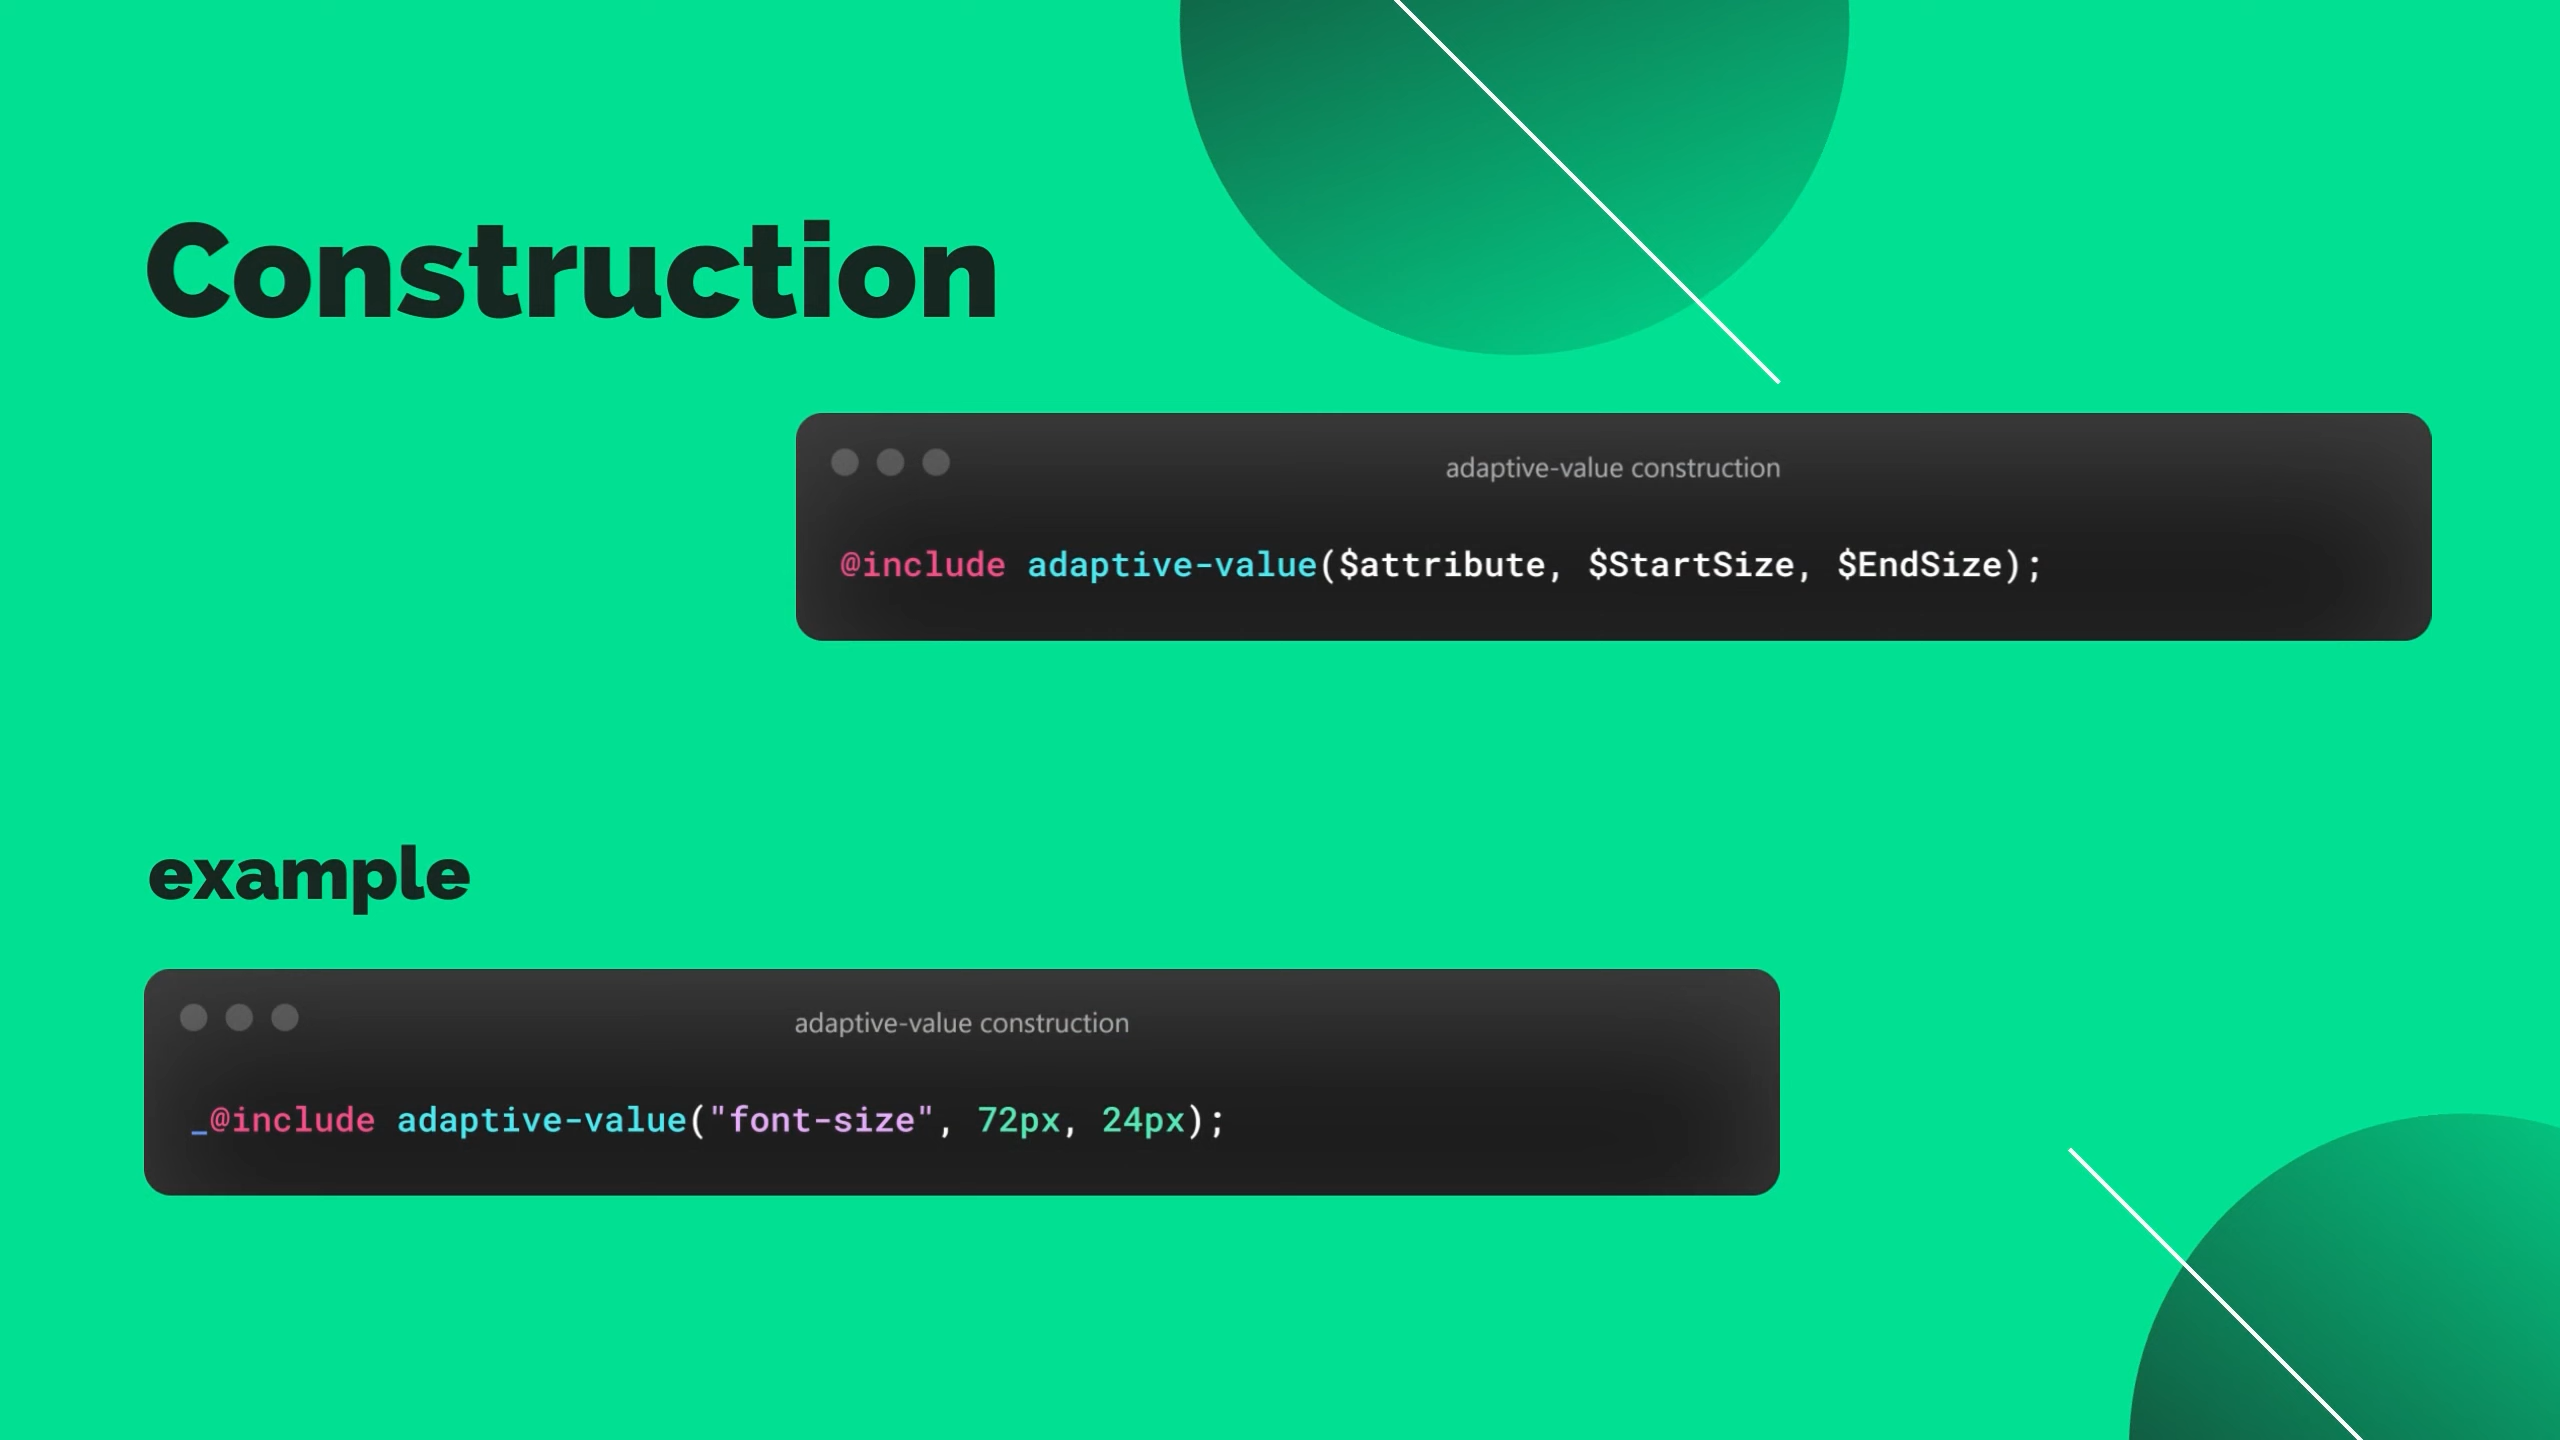 Construction
adaptive-value construction
@include adaptive-value($attribute, $StartSize, $EndSize);
example
adaptive-value construction
_@include adaptive-value("font-size", 72px, 24px);